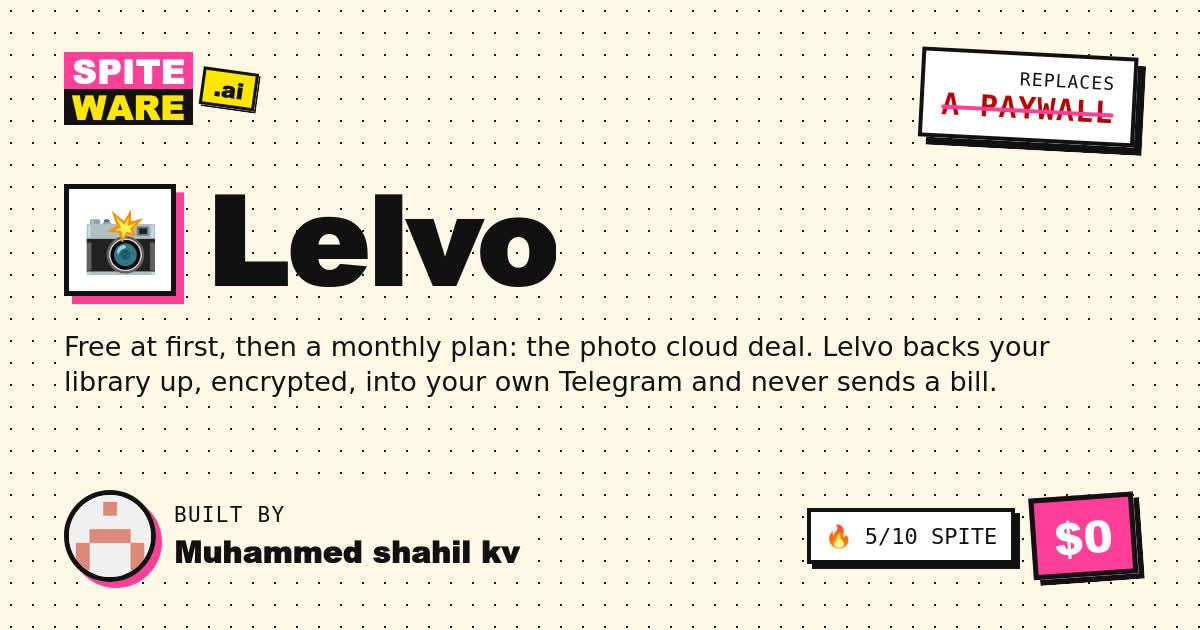 SPITE
WARE
.ai
REPLACES
A PAYWALL
Lelvo
Free at first, then a monthly plan: the photo cloud deal. Lelvo backs your
library up, encrypted, into your own Telegram and never sends a bill.
BUILT BY
Muhammed shahil kv
🔥 5/10 SPITE
$0